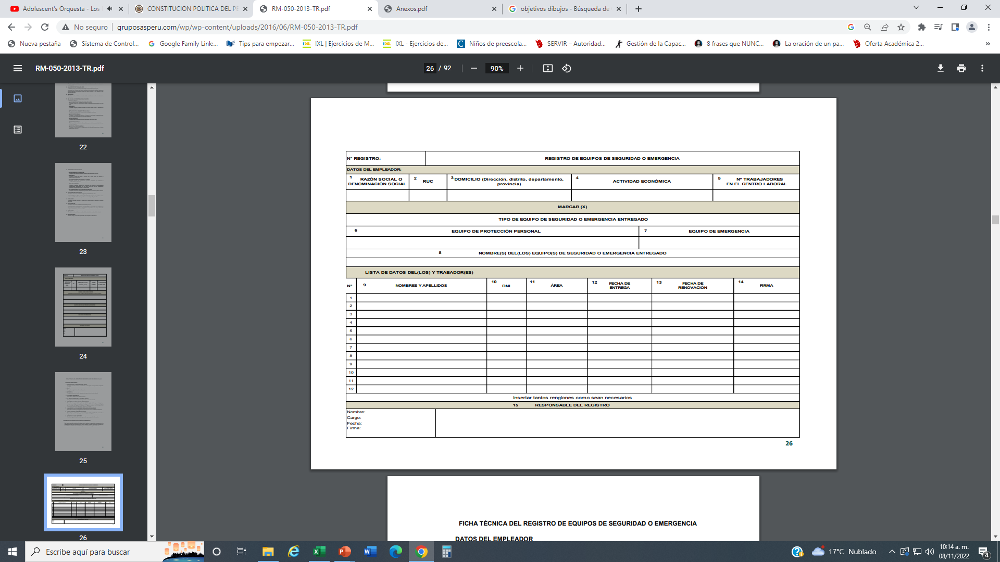 Adolescent's Orquesta - Los
CONSTITUCION POLITICA DEL PE
RM-050-2013-TR.pdf
Anexos.pdf
objetivos dibujos - Búsqueda de
No seguro
gruposasperu.com/wp/wp-content/uploads/2016/06/RM-050-2013-TR.pdf
Nueva pestaña
Sistema de Control...
Google Family Link:...
Tips para empezar...
IXL | Ejercicios de M...
IXL - Ejercicios de...
Niños de preescola...
SERVIR – Autoridad...
Gestión de la Capac...
8 frases que NUNC...
La oración de un pa...
Oferta Académica 2...
»
RM-050-2013-TR.pdf
26 / 92
90%
22
23
24
25
26
N° REGISTRO:
REGISTRO DE EQUIPOS DE SEGURIDAD O EMERGENCIA
DATOS DEL EMPLEADOR:
1 RAZÓN SOCIAL O
DENOMINACIÓN SOCIAL
2 RUC
3 DOMICILIO (Dirección, distrito, departamento,
provincia)
4 ACTIVIDAD ECONÓMICA
5 Nº TRABAJADORES
EN EL CENTRO LABORAL
MARCAR (X)
TIPO DE EQUIPO DE SEGURIDAD O EMERGENCIA ENTREGADO
6 EQUIPO DE PROTECCIÓN PERSONAL
7 EQUIPO DE EMERGENCIA
8 NOMBRE(S) DEL(LOS) EQUIPO(S) DE SEGURIDAD O EMERGENCIA ENTREGADO
LISTA DE DATOS DEL(LOS) Y TRABADOR(ES)
N°
9 NOMBRES Y APELLIDOS
10 DNI
11 ÁREA
12 FECHA DE
ENTREGA
13 FECHA DE
RENOVACIÓN
14 FIRMA
1
2
3
4
5
6
7
8
9
10
11
12
Insertar tantos renglones como sean necesarios
15 RESPONSABLE DEL REGISTRO
Nombre:
Cargo:
Fecha:
Firma:
26
FICHA TÉCNICA DEL REGISTRO DE EQUIPOS DE SEGURIDAD O EMERGENCIA
DATOS DEL EMPLEADOR
Escribe aquí para buscar
17°C Nublado
10:14 a. m.
08/11/2022
4